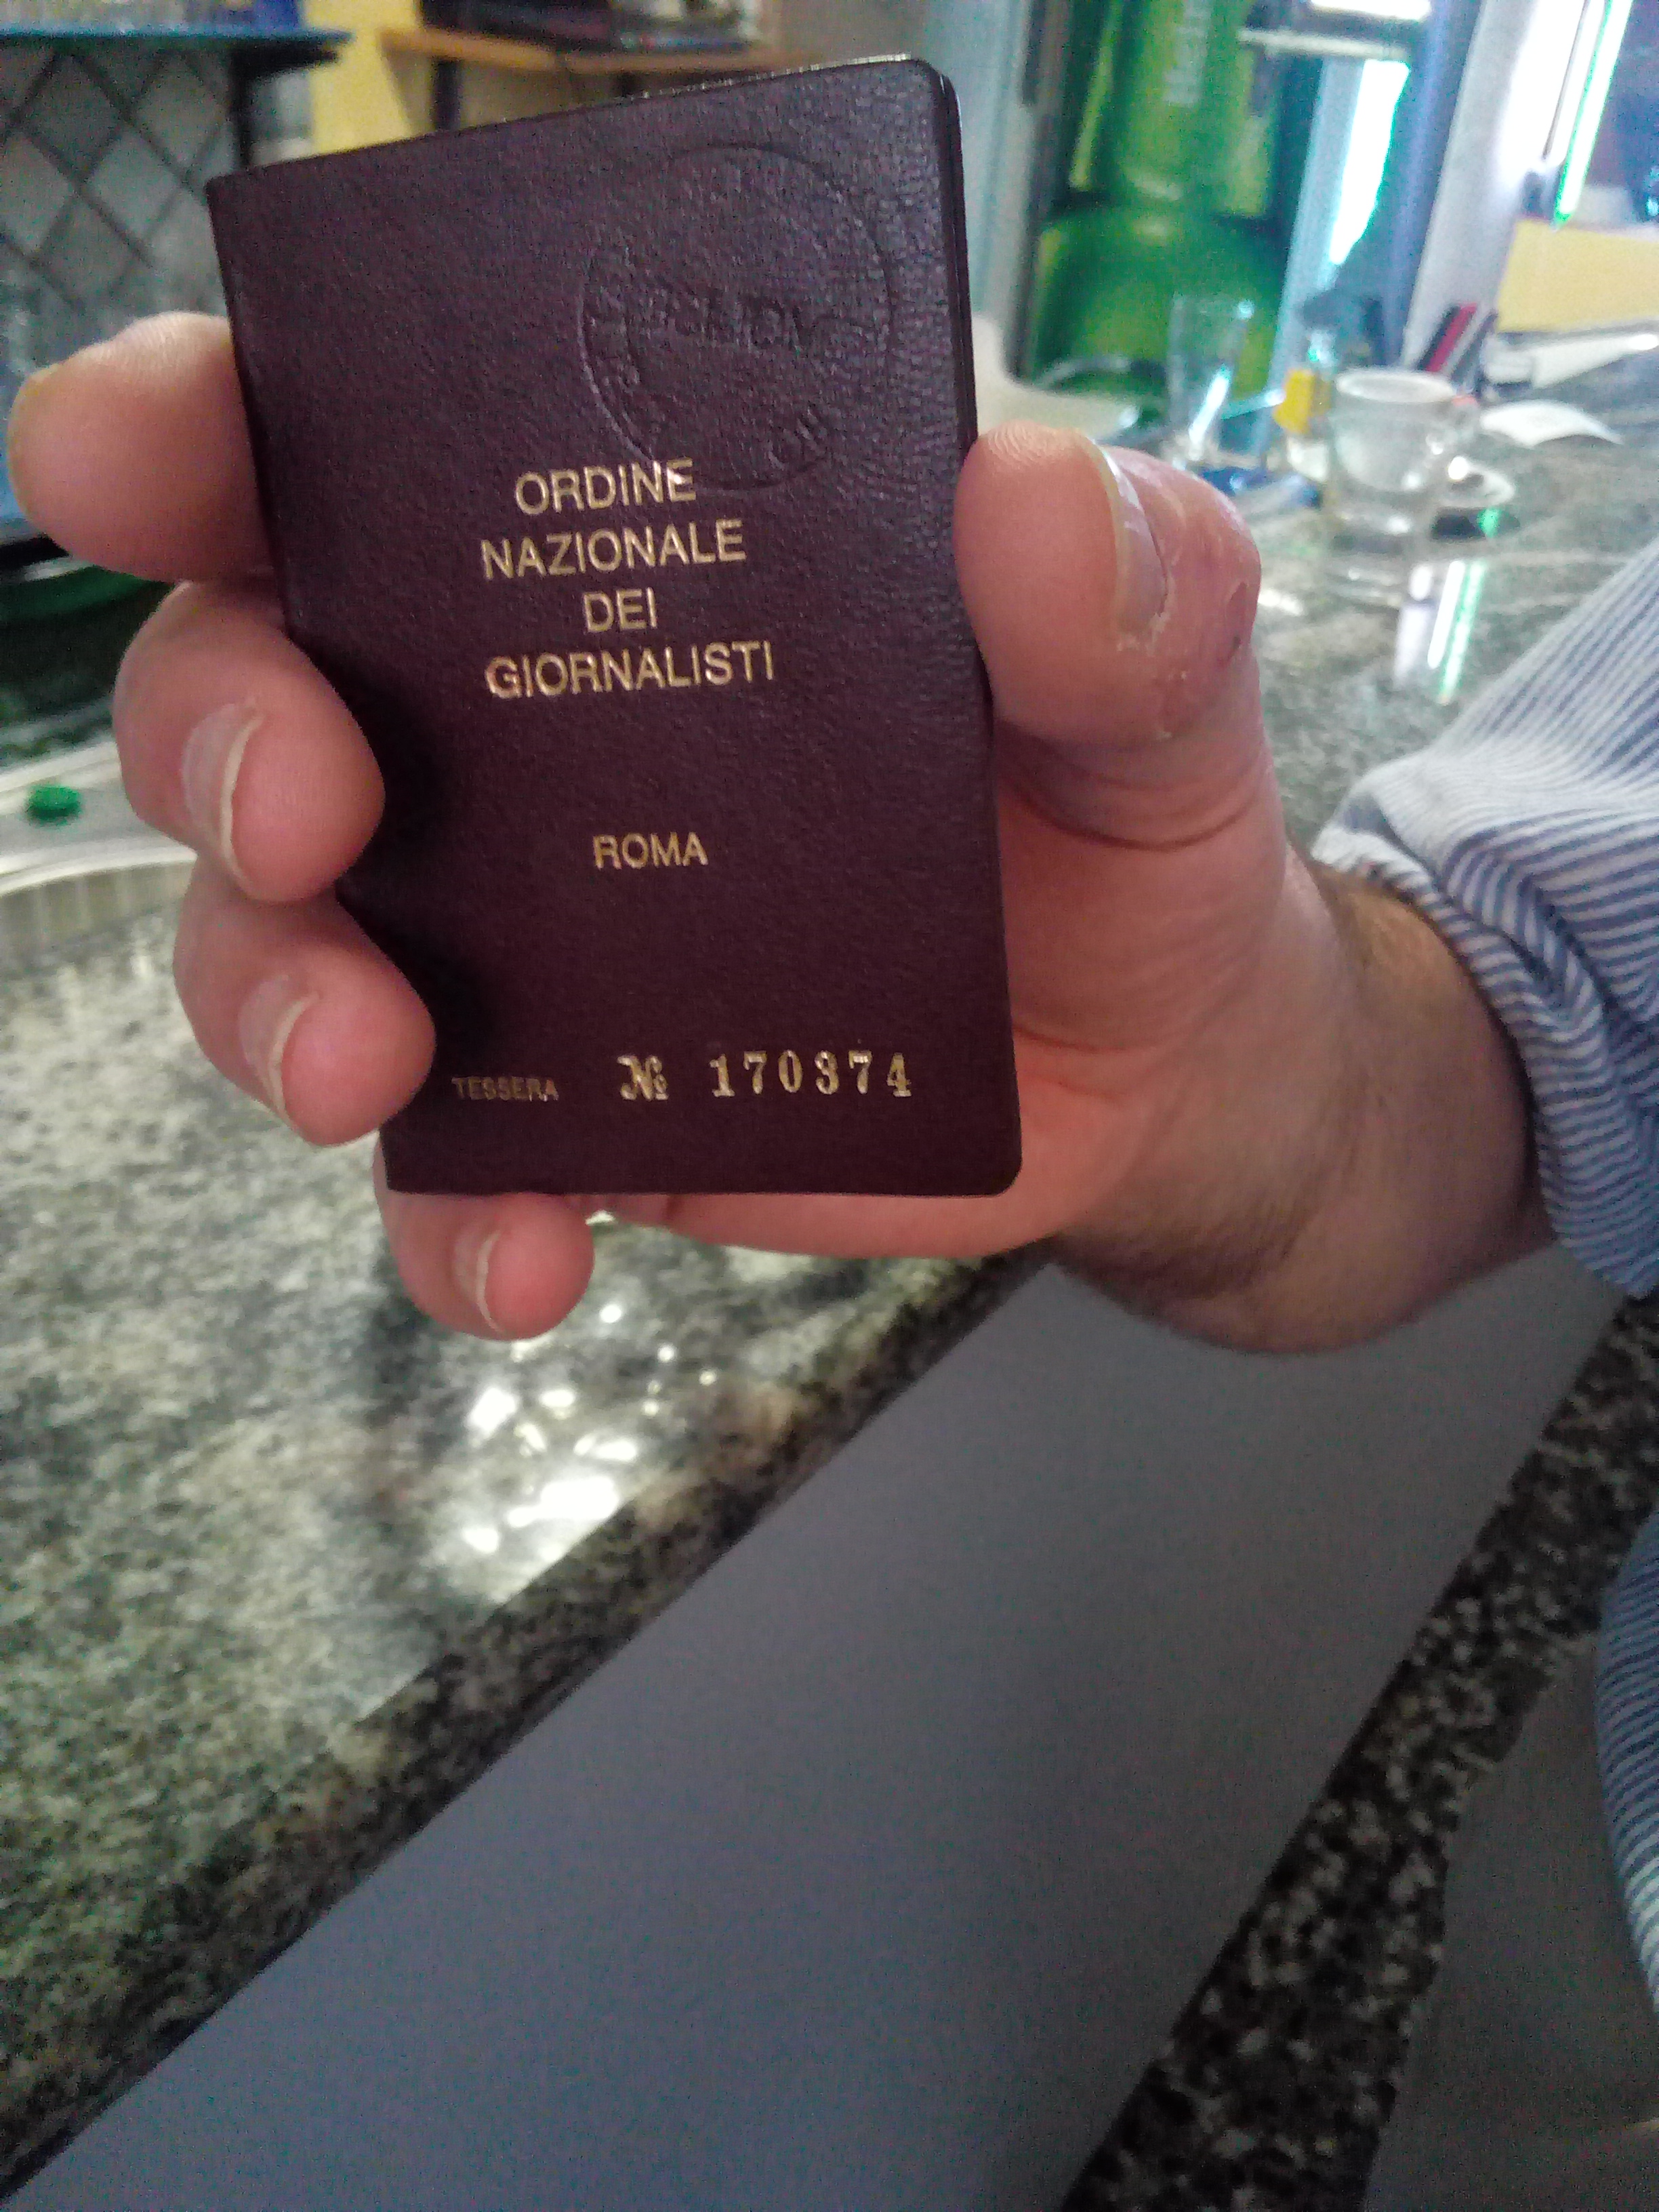 ORDINE
NAZIONALE
DEI
GIORNALISTI
ROMA
TESSERA № 170374